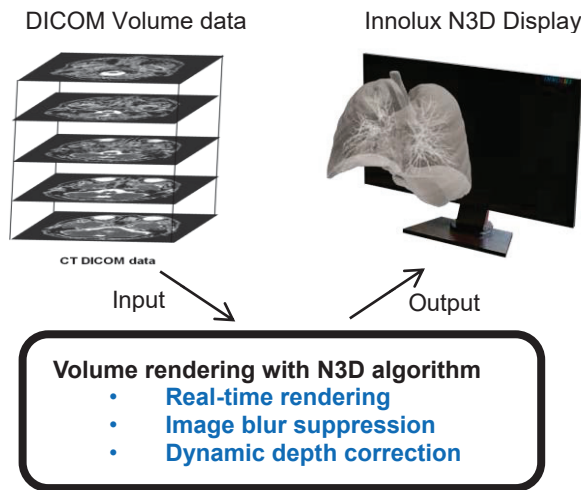 DICOM Volume data
Innolux N3D Display
CT DICOM data
Input
Output
Volume rendering with N3D algorithm
• Real-time rendering
• Image blur suppression
• Dynamic depth correction